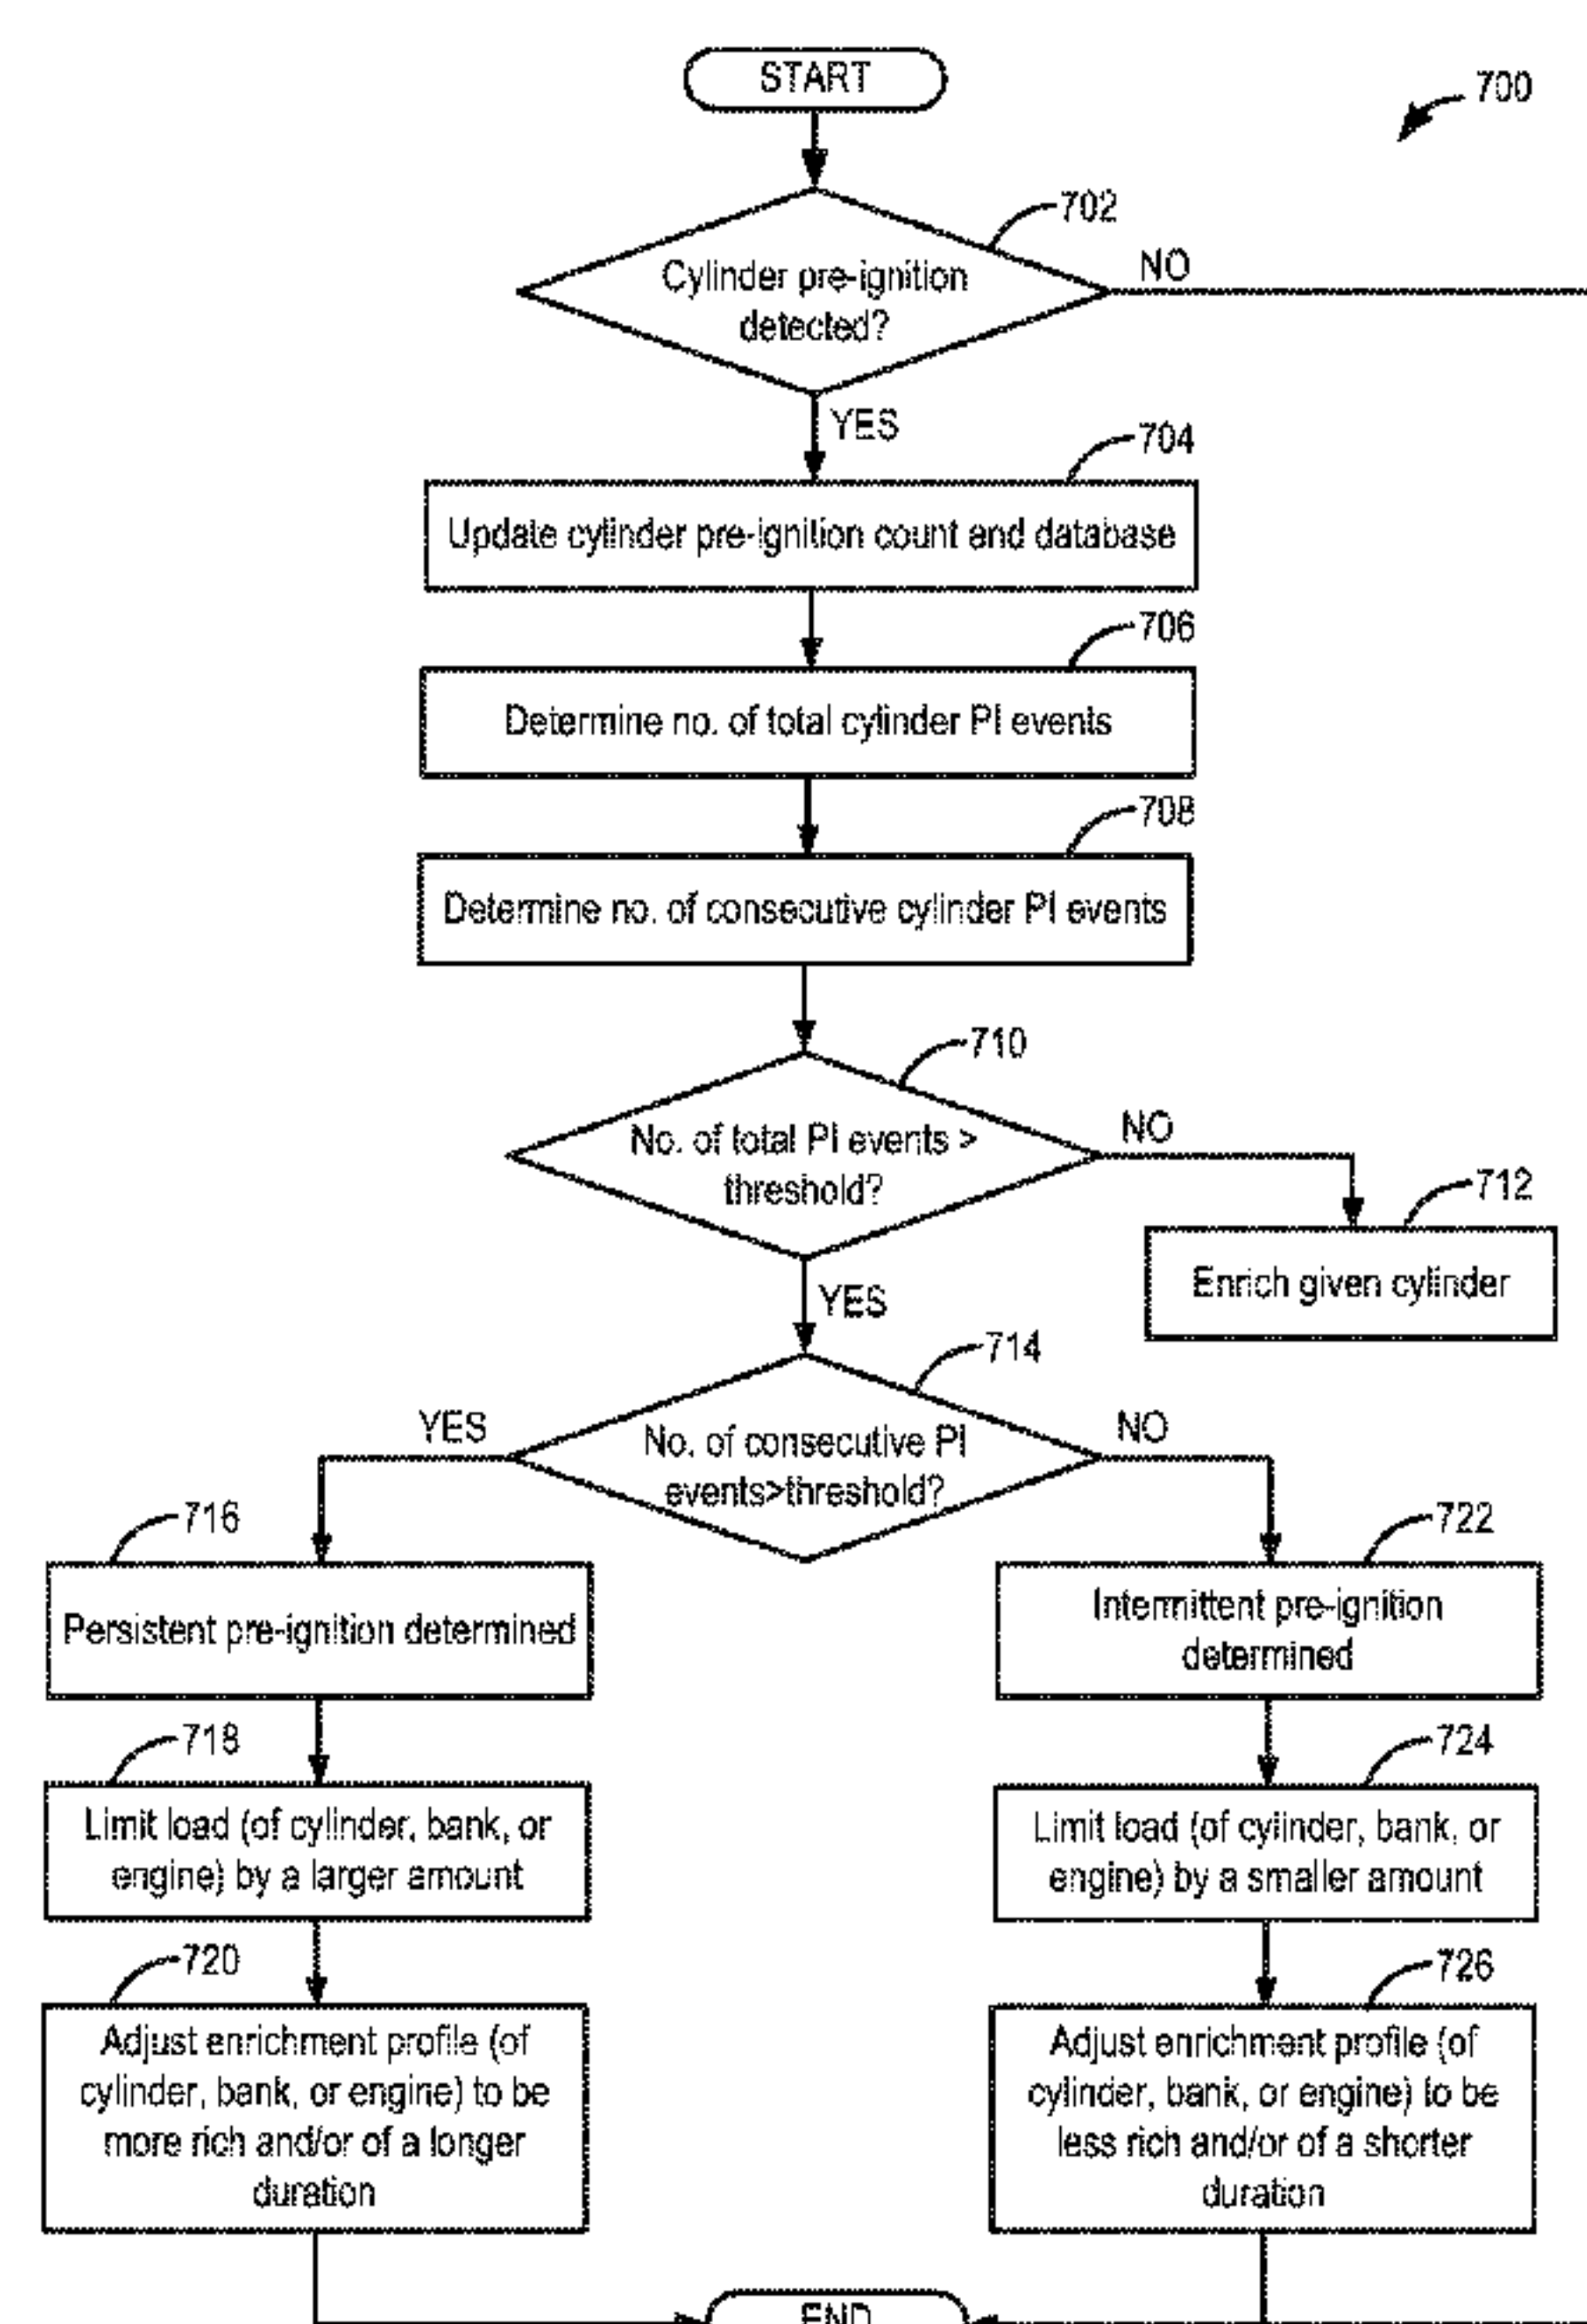 START
700
702
Cylinder pre-ignition
detected?
NO
YES
704
Update cylinder pre-ignition count and database
706
Determine no. of total cylinder PI events
708
Determine no. of consecutive cylinder PI events
710
No. of total PI events >
threshold?
NO
712
Enrich given cylinder
YES
714
No. of consecutive PI
events>threshold?
YES
NO
716
Persistent pre-ignition determined
722
Intermittent pre-ignition
determined
718
Limit load (of cylinder, bank, or
engine) by a larger amount
724
Limit load (of cylinder, bank, or
engine) by a smaller amount
720
Adjust enrichment profile (of
cylinder, bank, or engine) to be
more rich and/or of a longer
duration
726
Adjust enrichment profile (of
cylinder, bank, or engine) to be
less rich and/or of a shorter
duration
END